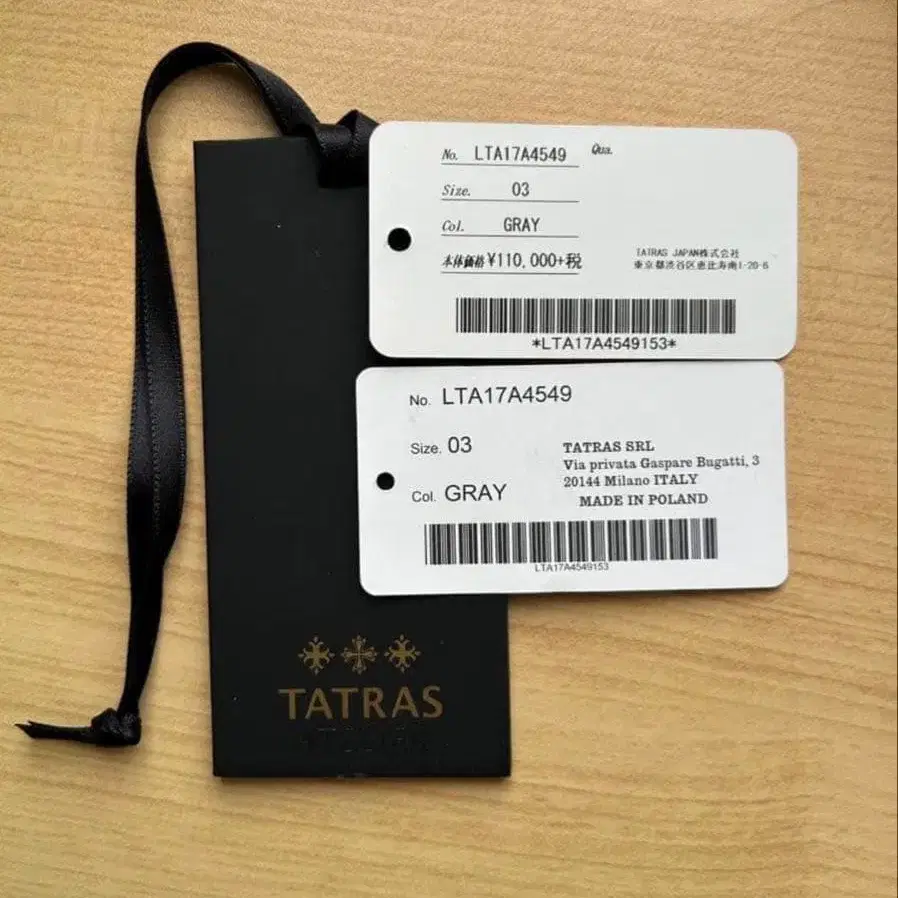 No. LTA17A4549 Qua.
Size. 03
Col. GRAY
本体価格 ¥110,000+税
TATRAS JAPAN株式会社
東京都渋谷区恵比寿南1-20-6
*LTA17A4549153*
No. LTA17A4549
Size. 03
Col. GRAY
TATRAS SRL
Via privata Gaspare Bugatti, 3
20144 Milano ITALY
MADE IN POLAND
LTA17A4549153
TATRAS